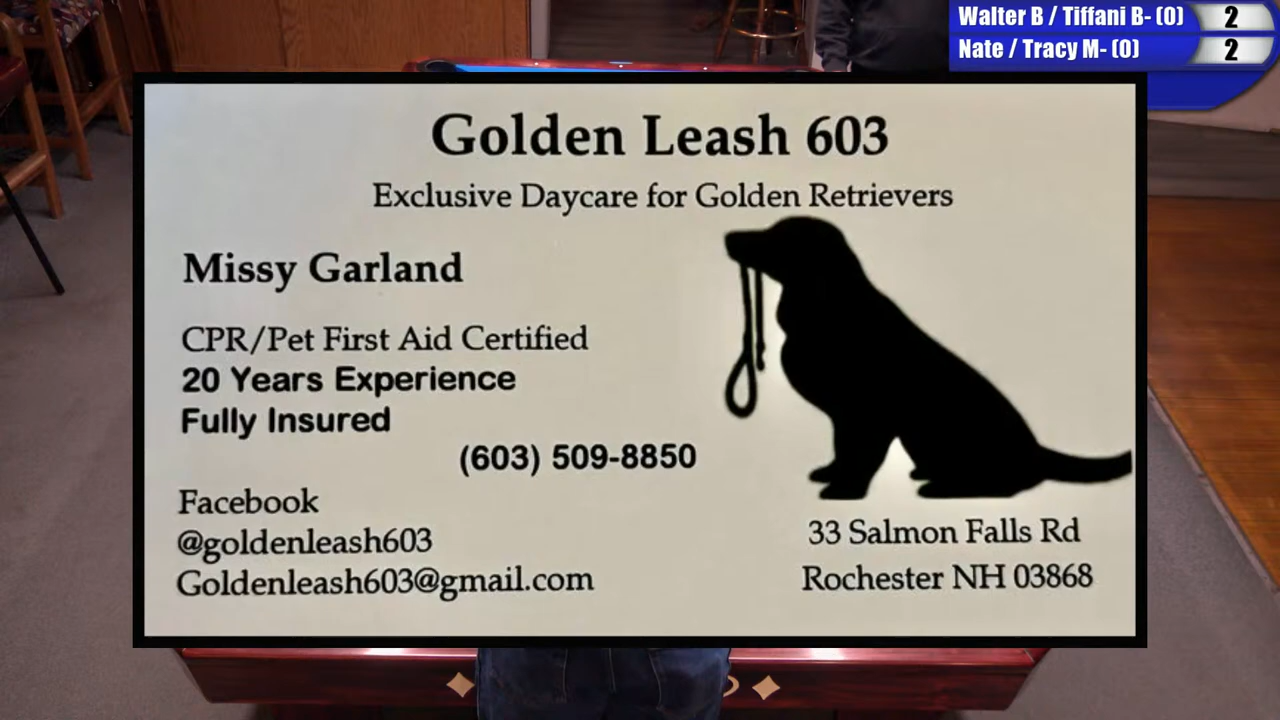 Walter B / Tiffani B- (0) 2
Nate / Tracy M- (0) 2
Golden Leash 603
Exclusive Daycare for Golden Retrievers
Missy Garland
CPR/Pet First Aid Certified
20 Years Experience
Fully Insured
(603) 509-8850
Facebook
@goldenleash603
Goldenleash603@gmail.com
33 Salmon Falls Rd
Rochester NH 03868